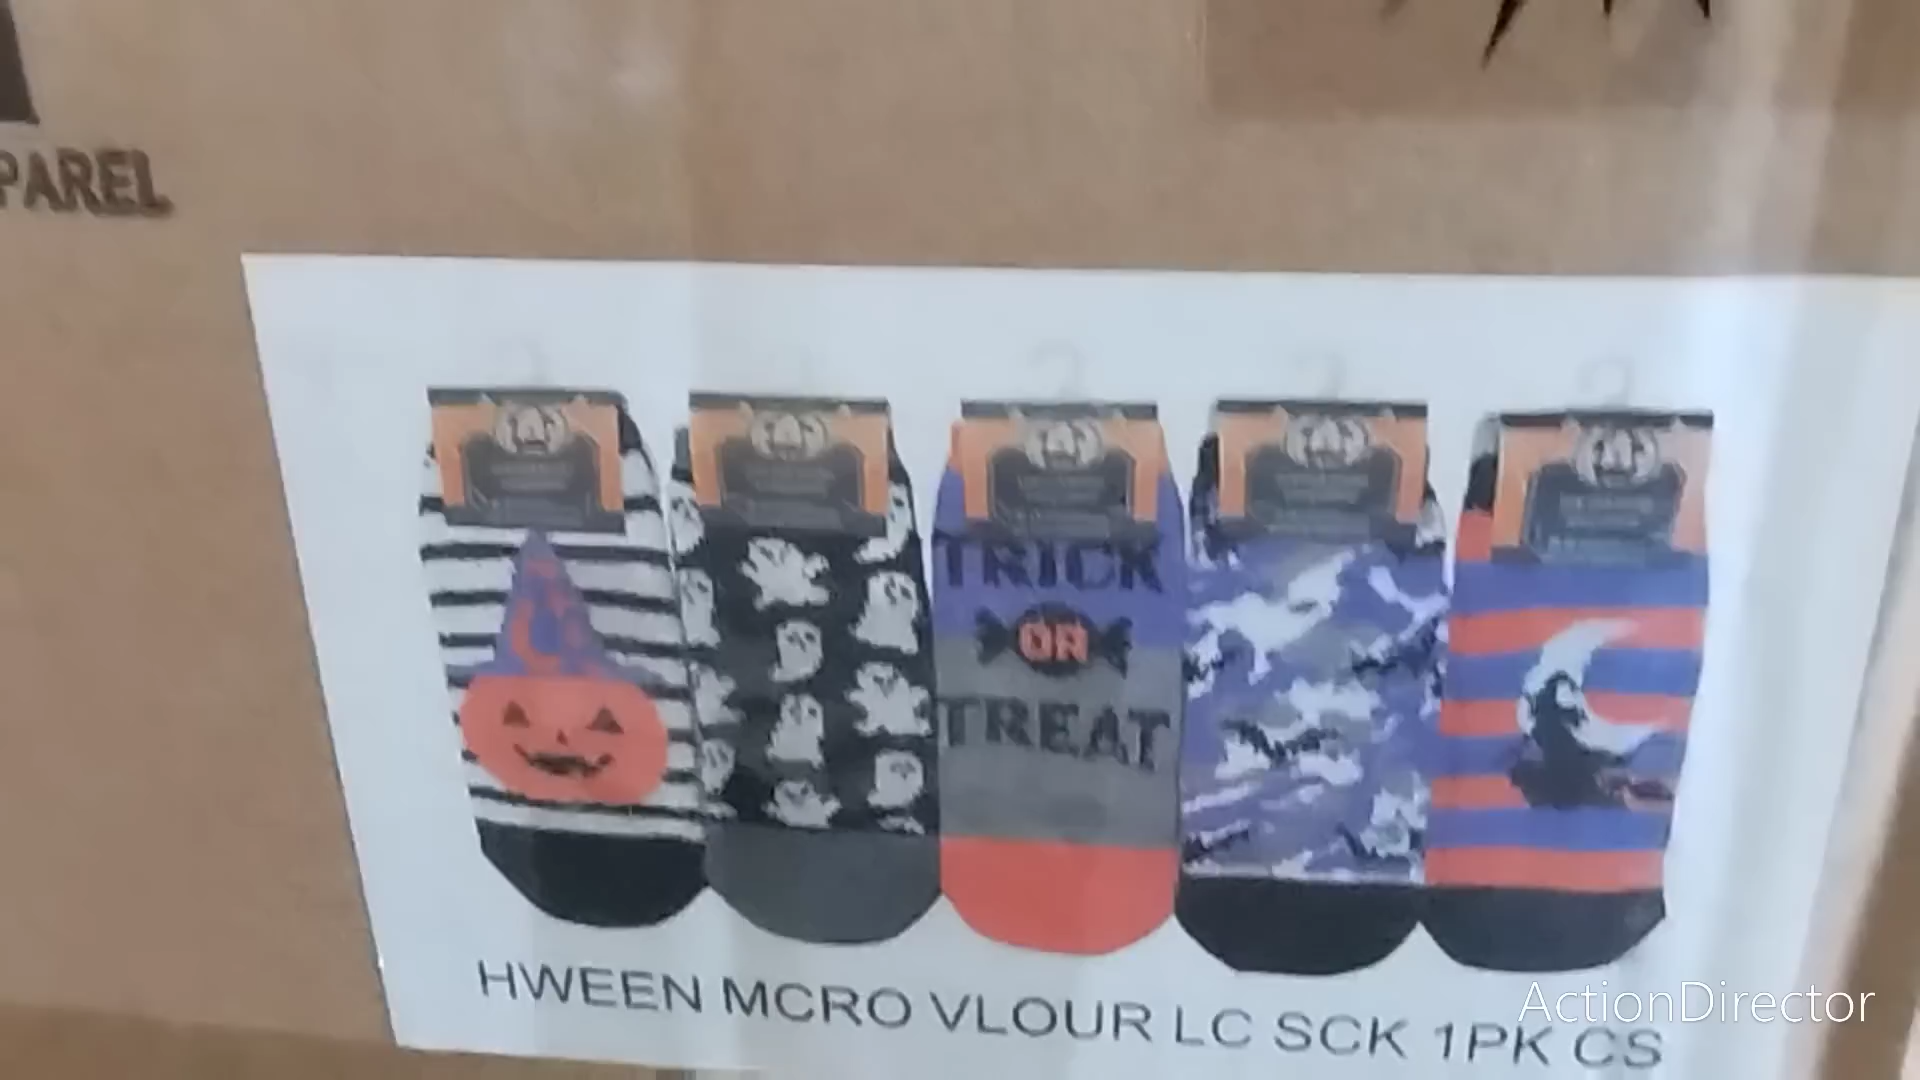 PAREL
TRICK
OR
TREAT
HWEEN MCRO VLOUR LC SCK 1PK CS
ActionDirector